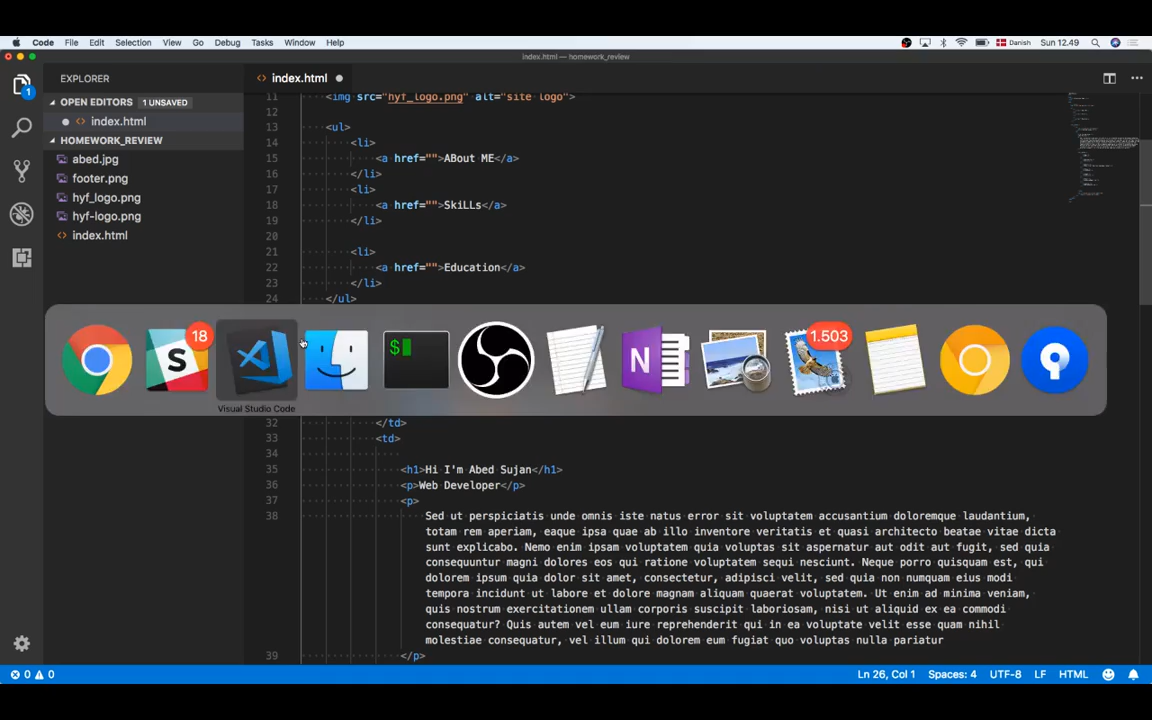 Code File Edit Selection View Go Debug Tasks Window Help Danish Sun 12.49
index.html — homework_review
EXPLORER
OPEN EDITORS 1 UNSAVED
index.html
HOMEWORK_REVIEW
abed.jpg
footer.png
hyf_logo.png
hyf-logo.png
index.html
1
index.html
11 <img src="hyf_logo.png" alt="site logo">
12
13 <ul>
14 <li>
15 <a href="">ABout ME</a>
16 </li>
17 <li>
18 <a href="">SkiLLs</a>
19 </li>
20
21 <li>
22 <a href="">Education</a>
23 </li>
24 </ul>
18
S
$
N
1.503
Visual Studio Code
32 </td>
33 <td>
34
35 <h1>Hi I'm Abed Sujan</h1>
36 <p>Web Developer</p>
37 <p>
38 Sed ut perspiciatis unde omnis iste natus error sit voluptatem accusantium doloremque laudantium,
totam rem aperiam, eaque ipsa quae ab illo inventore veritatis et quasi architecto beatae vitae dicta
sunt explicabo. Nemo enim ipsam voluptatem quia voluptas sit aspernatur aut odit aut fugit, sed quia
consequuntur magni dolores eos qui ratione voluptatem sequi nesciunt. Neque porro quisquam est, qui
dolorem ipsum quia dolor sit amet, consectetur, adipisci velit, sed quia non numquam eius modi
tempora incidunt ut labore et dolore magnam aliquam quaerat voluptatem. Ut enim ad minima veniam,
quis nostrum exercitationem ullam corporis suscipit laboriosam, nisi ut aliquid ex ea commodi
consequatur? Quis autem vel eum iure reprehenderit qui in ea voluptate velit esse quam nihil
molestiae consequatur, vel illum qui dolorem eum fugiat quo voluptas nulla pariatur
39 </p>
0 0 Ln 26, Col 1 Spaces: 4 UTF-8 LF HTML